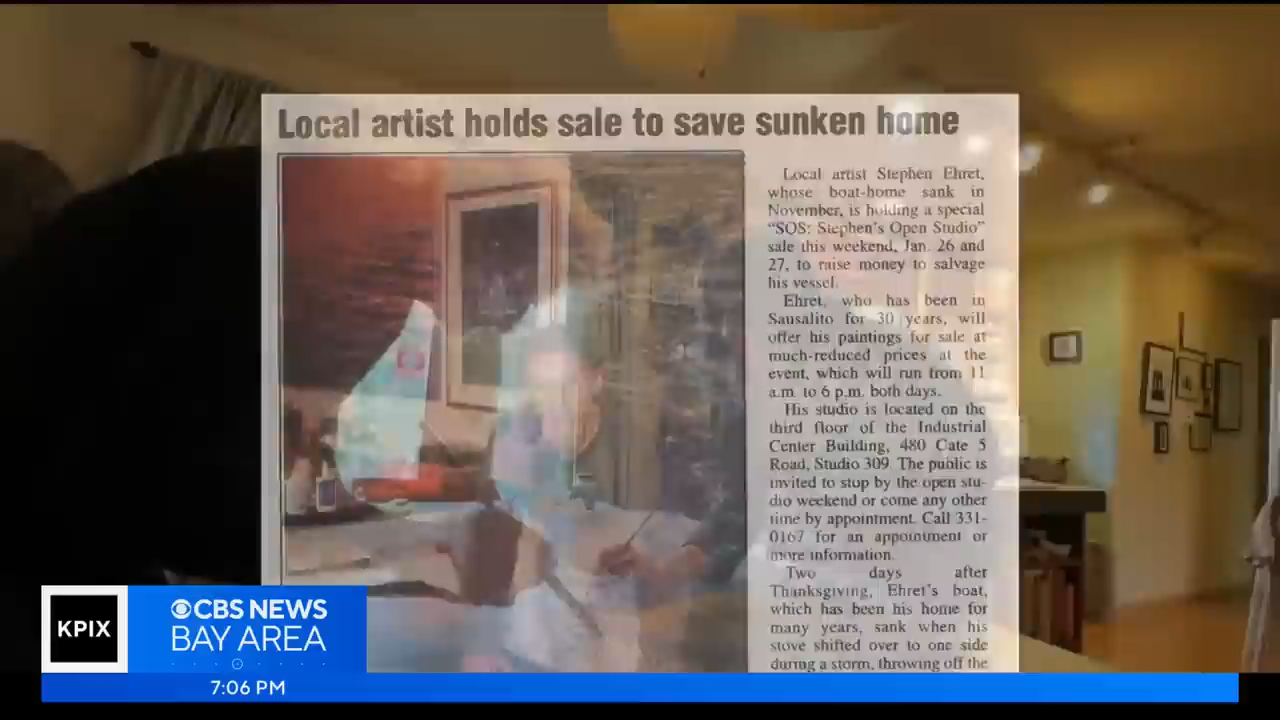 Local artist holds sale to save sunken home
Local artist Stephen Ehret,
whose boat-home sank in
November, is holding a special
“SOS: Stephen’s Open Studio”
sale this weekend, Jan. 26 and
27, to raise money to salvage
his vessel.
Ehret, who has been in
Sausalito for 30 years, will
offer his paintings for sale at
much-reduced prices at the
event, which will run from 11
a.m. to 6 p.m. both days.
His studio is located on the
third floor of the Industrial
Center Building, 480 Gate 5
Road, Studio 309. The public is
invited to stop by the open stu-
dio weekend or come any other
time by appointment. Call 331-
0167 for an appointment or
more information.
Two days after
Thanksgiving, Ehret’s boat,
which has been his home for
many years, sank when his
stove shifted over to one side
during a storm, throwing off the
KPIX
CBS NEWS
BAY AREA
7:06 PM